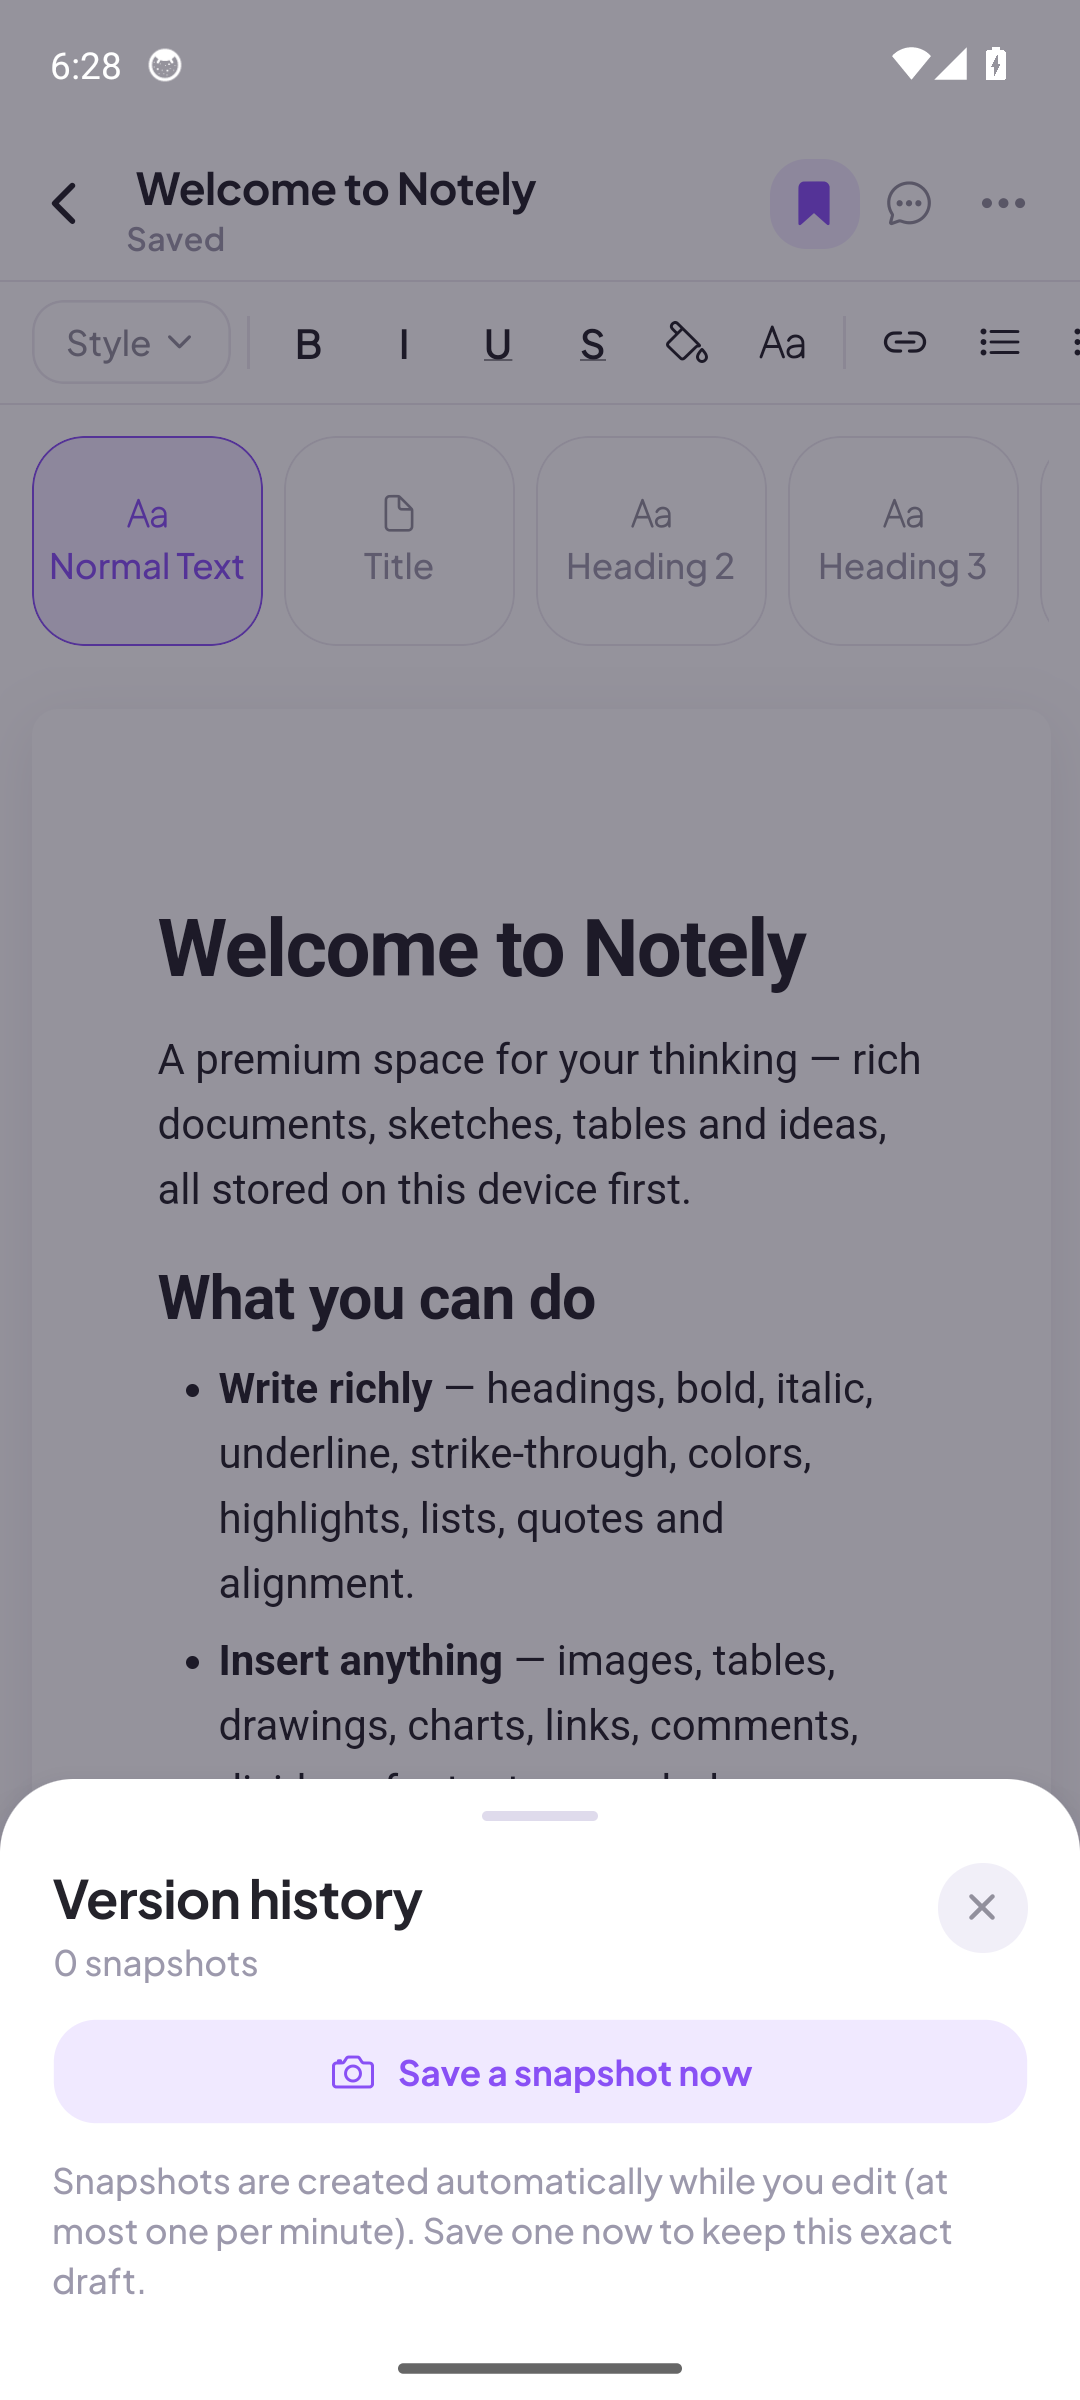 6:28
Welcome to Notely
Saved
Style B I U S Aa
Aa Aa Aa
Normal Text Title Heading 2 Heading 3
Welcome to Notely
A premium space for your thinking — rich
documents, sketches, tables and ideas,
all stored on this device first.
What you can do
• Write richly — headings, bold, italic,
underline, strike-through, colors,
highlights, lists, quotes and
alignment.
• Insert anything — images, tables,
drawings, charts, links, comments,
Version history
0 snapshots
Save a snapshot now
Snapshots are created automatically while you edit (at
most one per minute). Save one now to keep this exact
draft.